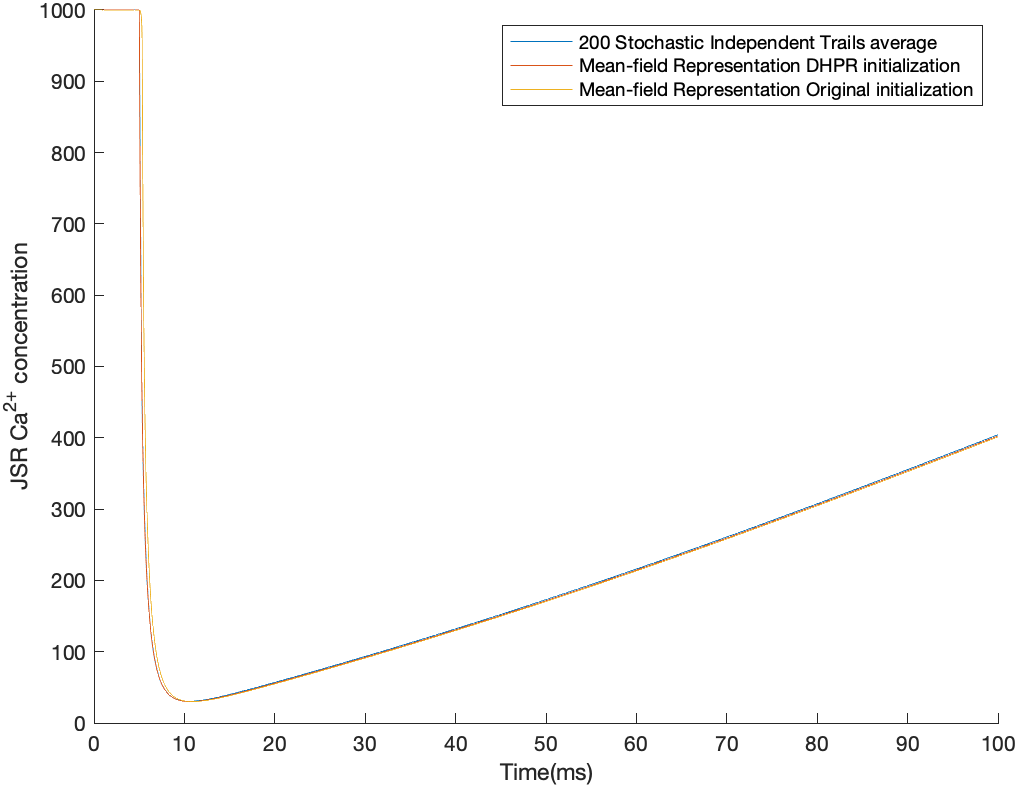 1000
900
800
700
600
500
400
300
200
100
0
JSR Ca²⁺ concentration
200 Stochastic Independent Trails average
Mean-field Representation DHPR initialization
Mean-field Representation Original initialization
0 10 20 30 40 50 60 70 80 90 100
Time(ms)